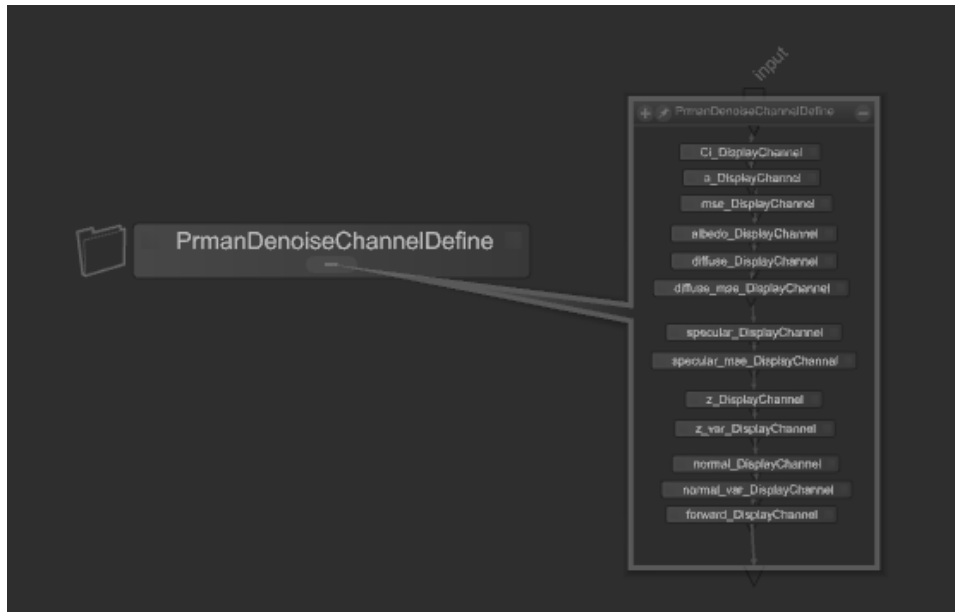 input
PrmanDenoiseChannelDefine
Ci_DisplayChannel
a_DisplayChannel
mse_DisplayChannel
albedo_DisplayChannel
PrmanDenoiseChannelDefine
diffuse_DisplayChannel
diffuse_mse_DisplayChannel
specular_DisplayChannel
specular_mse_DisplayChannel
z_DisplayChannel
z_var_DisplayChannel
normal_DisplayChannel
normal_var_DisplayChannel
forward_DisplayChannel